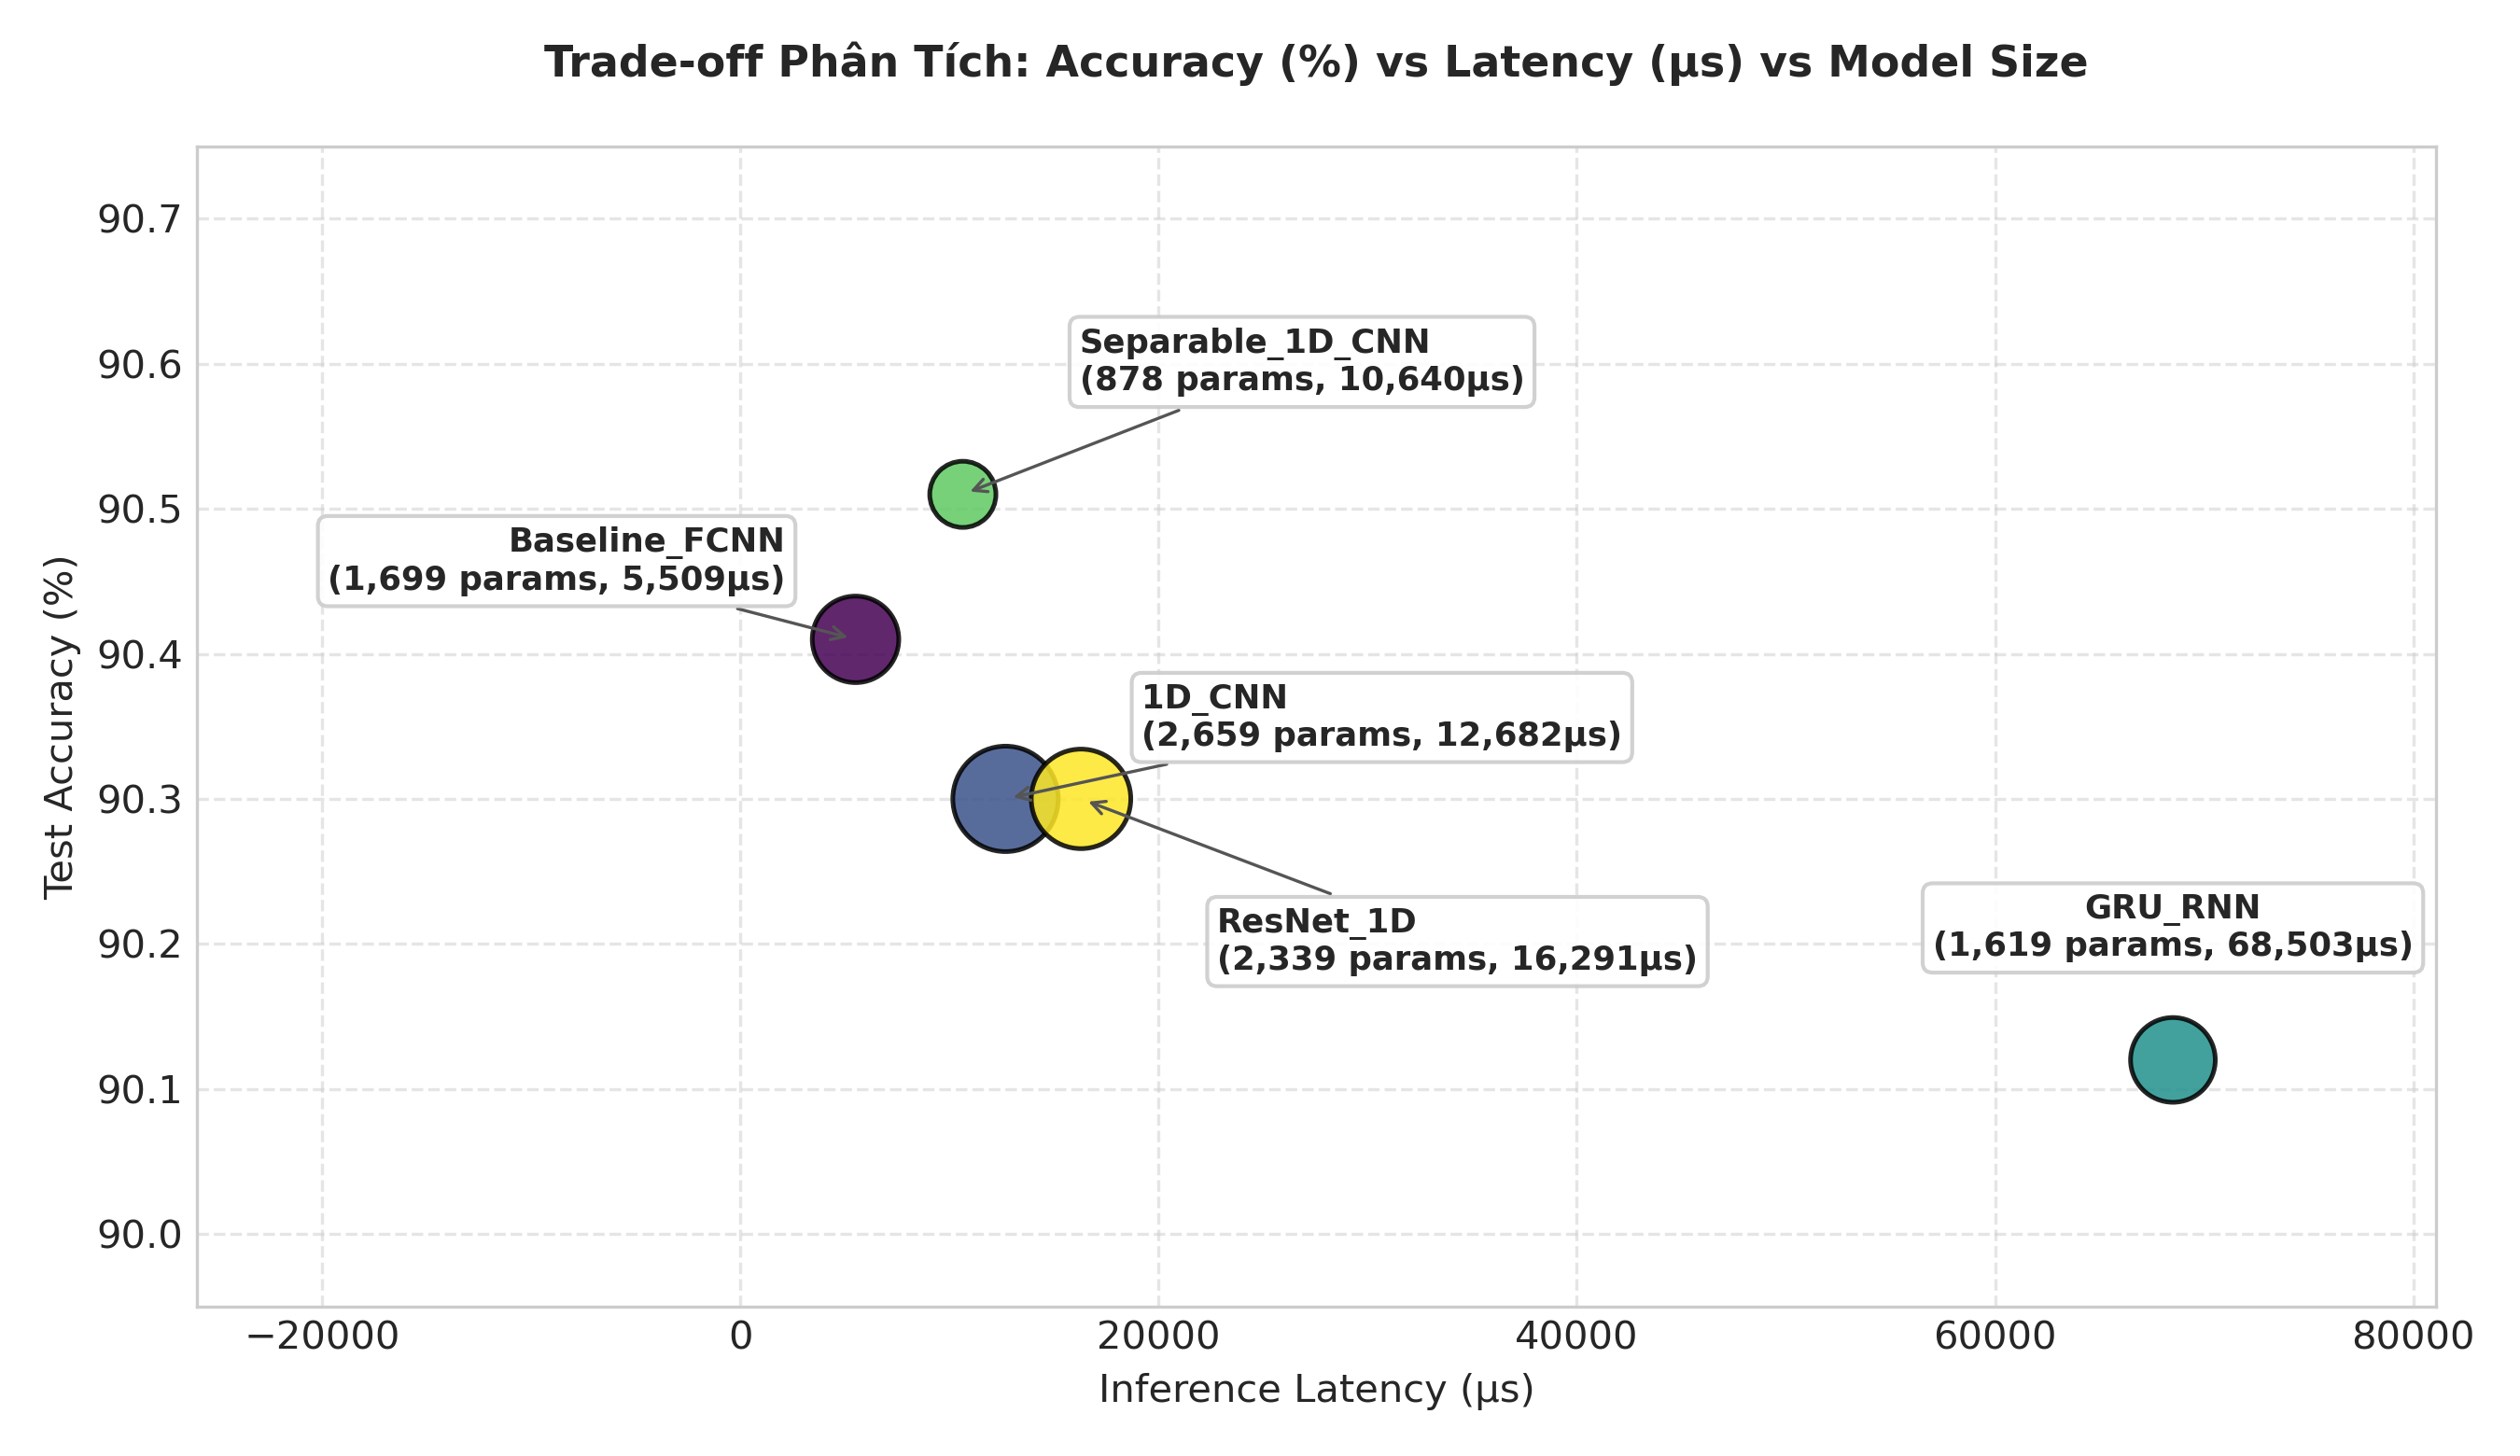 Trade-off Phân Tích: Accuracy (%) vs Latency (µs) vs Model Size
90.7
90.6
90.5
90.4
90.3
90.2
90.1
90.0
Test Accuracy (%)
Separable_1D_CNN
(878 params, 10,640µs)
Baseline_FCNN
(1,699 params, 5,509µs)
1D_CNN
(2,659 params, 12,682µs)
ResNet_1D
(2,339 params, 16,291µs)
GRU_RNN
(1,619 params, 68,503µs)
−20000 0 20000 40000 60000 80000
Inference Latency (µs)